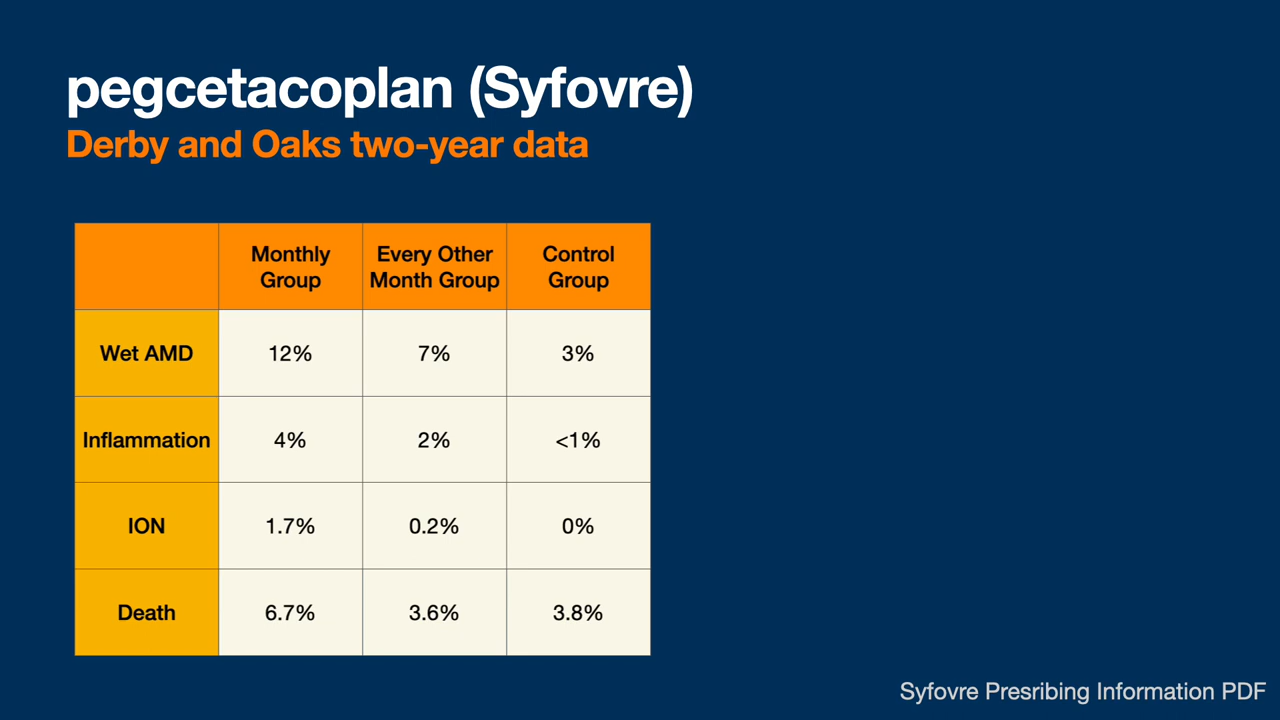 pegcetacoplan (Syfovre)
Derby and Oaks two-year data
Monthly Group Every Other Month Group Control Group
Wet AMD 12% 7% 3%
Inflammation 4% 2% <1%
ION 1.7% 0.2% 0%
Death 6.7% 3.6% 3.8%
Syfovre Presribing Information PDF